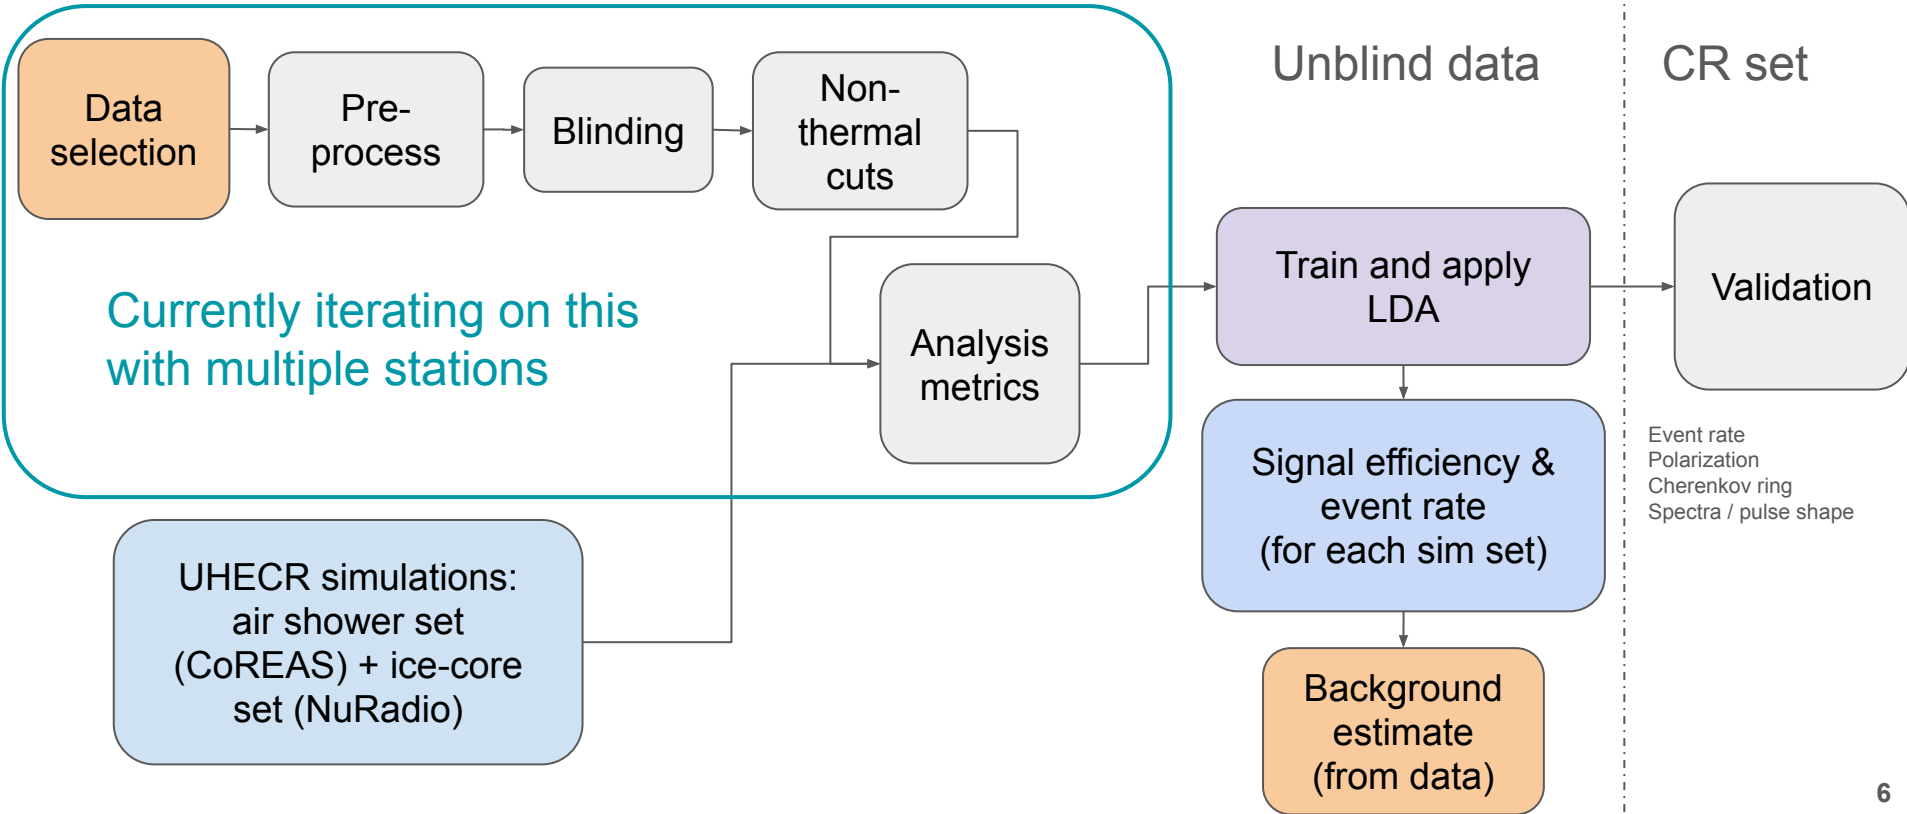 Data
selection
Pre-
process
Blinding
Non-
thermal
cuts
Currently iterating on this
with multiple stations
Analysis
metrics
UHECR simulations:
air shower set
(CoREAS) + ice-core
set (NuRadio)
Unblind data
Train and apply
LDA
Signal efficiency &
event rate
(for each sim set)
Background
estimate
(from data)
CR set
Validation
Event rate
Polarization
Cherenkov ring
Spectra / pulse shape
6